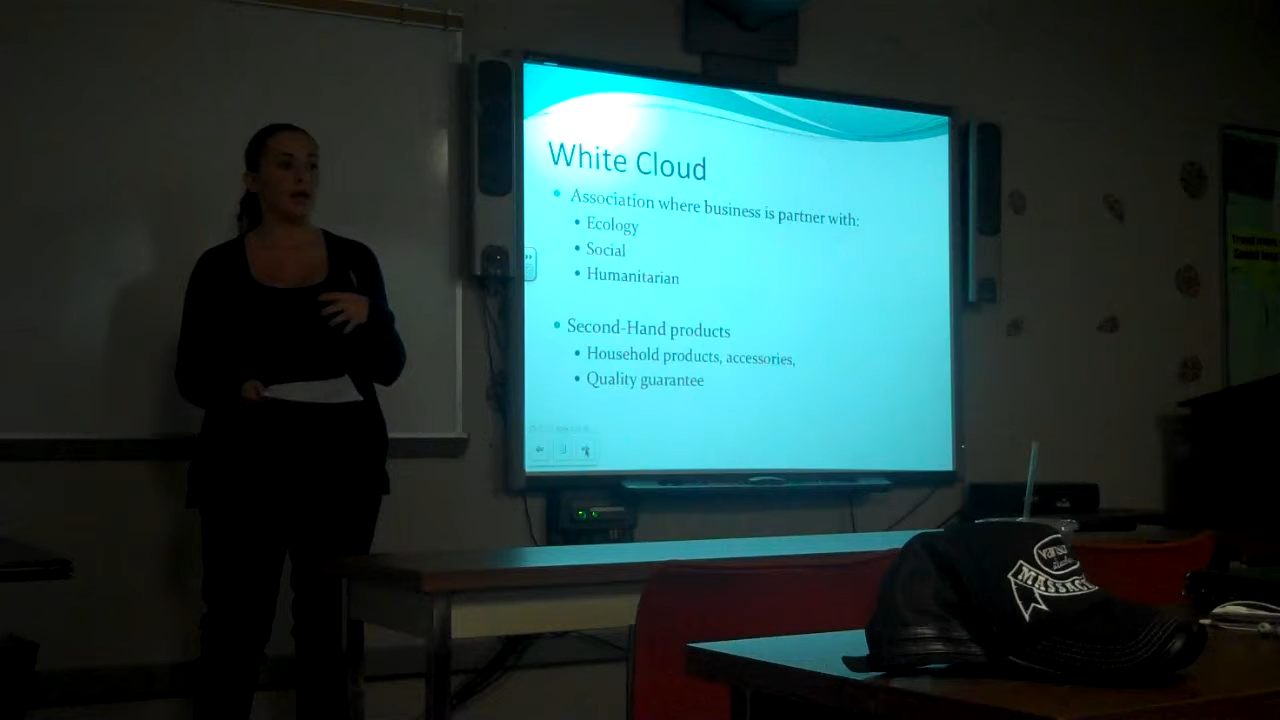 White Cloud
• Association where business is partner with:
• Ecology
• Social
• Humanitarian
• Second-Hand products
• Household products, accessories,
• Quality guarantee